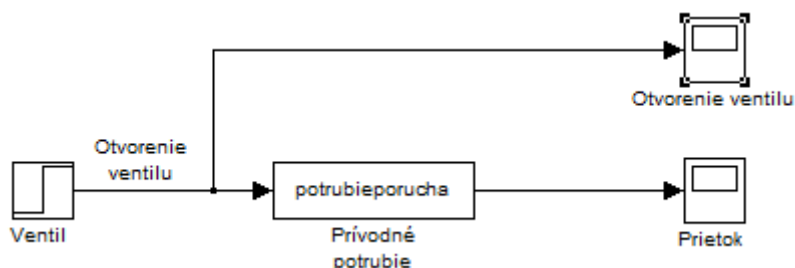 Otvorenie ventilu
Otvorenie
ventilu
potrubieporucha
Ventil
Prívodné
potrubie
Prietok